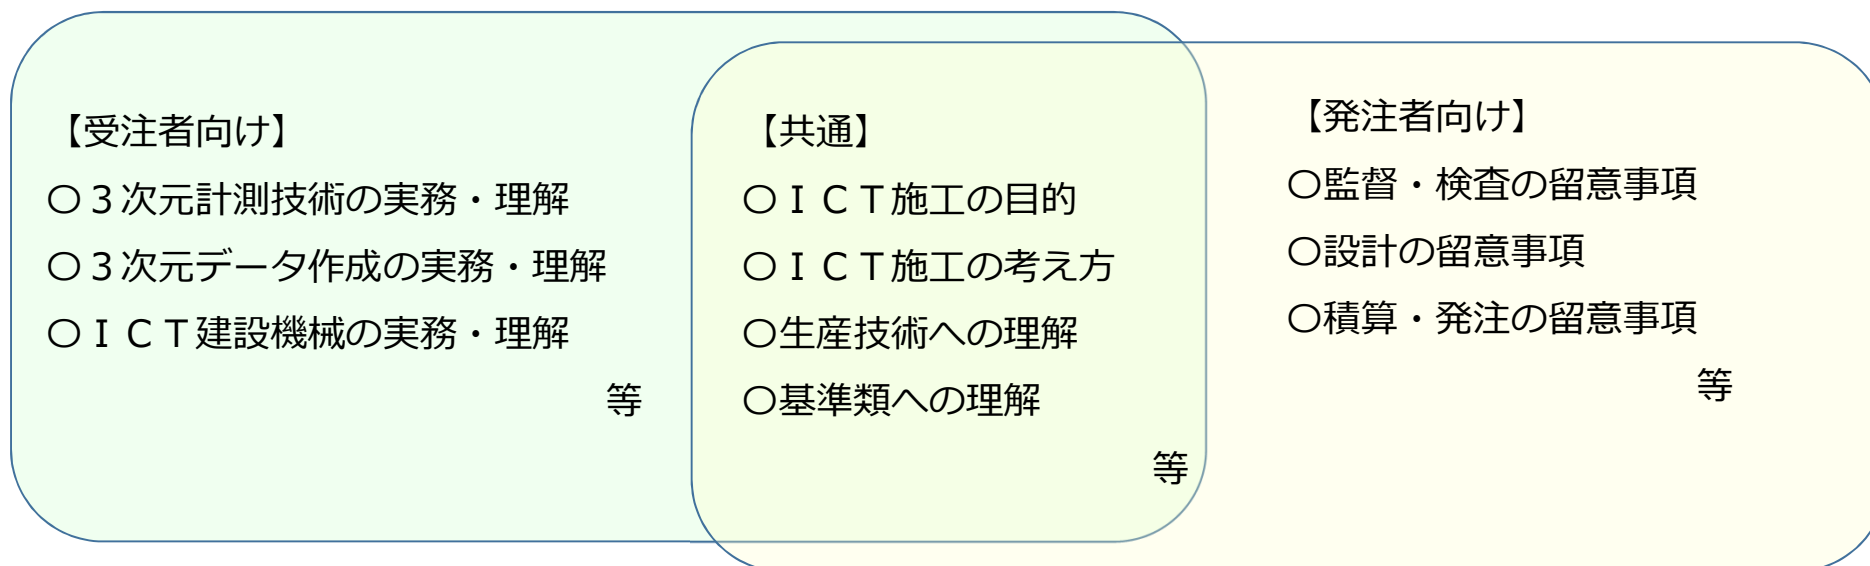 【受注者向け】
〇３次元計測技術の実務・理解
〇３次元データ作成の実務・理解
〇ＩＣＴ建設機械の実務・理解
等
【共通】
〇ＩＣＴ施工の目的
〇ＩＣＴ施工の考え方
〇生産技術への理解
〇基準類への理解
等
【発注者向け】
〇監督・検査の留意事項
〇設計の留意事項
〇積算・発注の留意事項
等